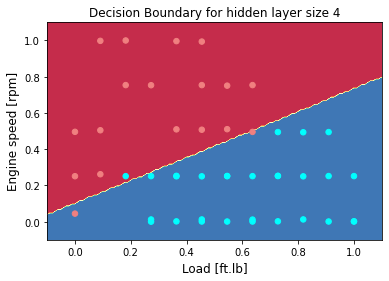 Decision Boundary for hidden layer size 4
Engine speed [rpm]
1.0
0.8
0.6
0.4
0.2
0.0
0.0 0.2 0.4 0.6 0.8 1.0
Load [ft.lb]